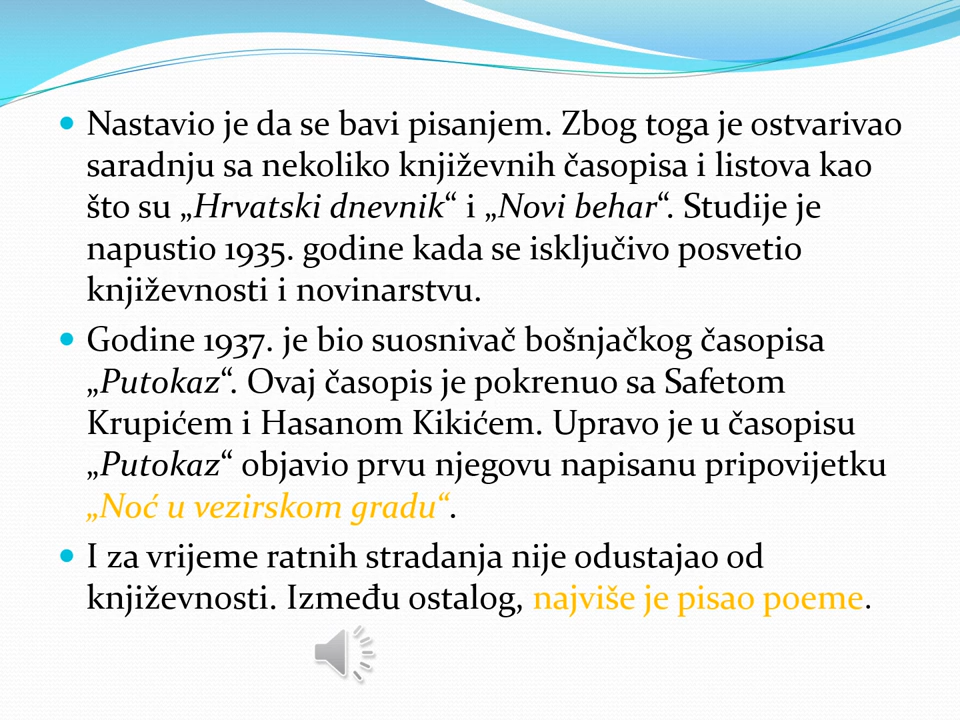 Nastavio je da se bavi pisanjem. Zbog toga je ostvarivao
saradnju sa nekoliko književnih časopisa i listova kao
što su „Hrvatski dnevnik“ i „Novi behar“. Studije je
napustio 1935. godine kada se isključivo posvetio
književnosti i novinarstvu.
Godine 1937. je bio suosnivač bošnjačkog časopisa
„Putokaz“. Ovaj časopis je pokrenuo sa Safetom
Krupićem i Hasanom Kikićem. Upravo je u časopisu
„Putokaz“ objavio prvu njegovu napisanu pripovijetku
„Noć u vezirskom gradu“.
I za vrijeme ratnih stradanja nije odustajao od
književnosti. Između ostalog, najviše je pisao poeme.